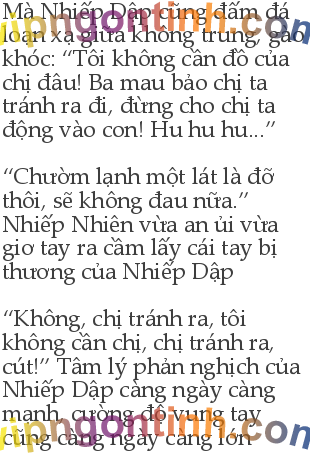 Mà Nhiếp Dập cũng đấm đá
loạn xạ giữa không trung, gào
khóc: “Tôi không cần đồ của
chị đâu! Ba mau bảo chị ta
tránh ra đi, đừng cho chị ta
động vào con! Hu hu hu...”
“Chườm lạnh một lát là đỡ
thôi, sẽ không đau nữa.”
Nhiếp Nhiên vừa an ủi vừa
giơ tay ra cầm lấy cái tay bị
thương của Nhiếp Dập
“Không, chị tránh ra, tôi
không cần chị, chị tránh ra,
cút!” Tâm lý phản nghịch của
Nhiếp Dập càng ngày càng
mạnh, cường độ vung tay
cũng càng ngày càng lớn
vipngontinh.com
vipngontinh.com